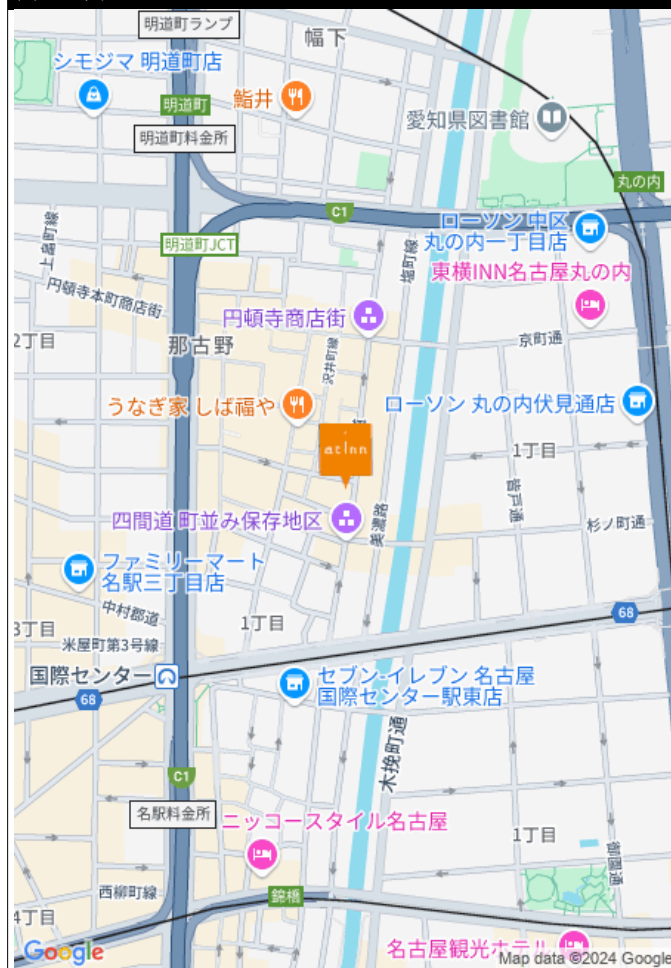 明道町ランプ
幅下
シモジマ 明道町店
明道町
鮨井
愛知県図書館
明道町料金所
丸の内
C1
上畠町線
明道町JCT
塩町線
ローソン 中区
丸の内一丁目店
円頓寺本町商店街
東横INN名古屋丸の内
円頓寺商店街
2丁目
那古野
沢井町線
京町通
うなぎ家 しば福や
ローソン 丸の内伏見通店
atinn
1丁目
皆戸通
四間道 町並み保存地区
美濃路
杉ノ町通
ファミリーマート
名駅三丁目店
中村郡道
68
3丁目
1丁目
米屋町第3号線
国際センター
セブン-イレブン 名古屋
国際センター駅東店
68
木挽町通
C1
名駅料金所
ニッコースタイル名古屋
1丁目
御園通
西柳町線
錦橋
4丁目
Google
名古屋観光ホテル
Map data ©2024 Google